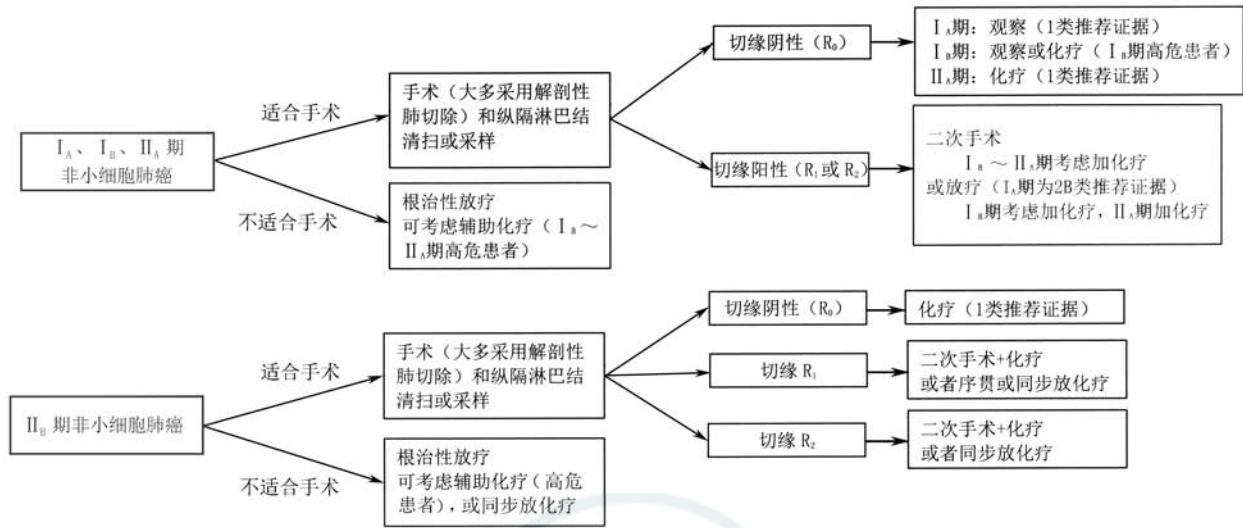 ⅠA、ⅠB、ⅡA 期
非小细胞肺癌
适合手术
不适合手术
手术（大多采用解剖性
肺切除）和纵隔淋巴结
清扫或采样
根治性放疗
可考虑辅助化疗（ⅠB～
ⅡA期高危患者）
切缘阴性（R0）
切缘阳性（R1或R2）
ⅠA期：观察（1类推荐证据）
ⅠB期：观察或化疗（ⅠB期高危患者）
ⅡA期：化疗（1类推荐证据）
二次手术
ⅠB～ⅡA期考虑加化疗
或放疗（ⅠA期为2B类推荐证据）
ⅠB期考虑加化疗，ⅡA期加化疗
ⅡB 期非小细胞肺癌
适合手术
不适合手术
手术（大多采用解剖性
肺切除）和纵隔淋巴结
清扫或采样
根治性放疗
可考虑辅助化疗（高危
患者），或同步放化疗
切缘阴性（R0）
切缘 R1
切缘 R2
化疗（1类推荐证据）
二次手术+化疗
或者序贯或同步放化疗
二次手术+化疗
或者同步放化疗